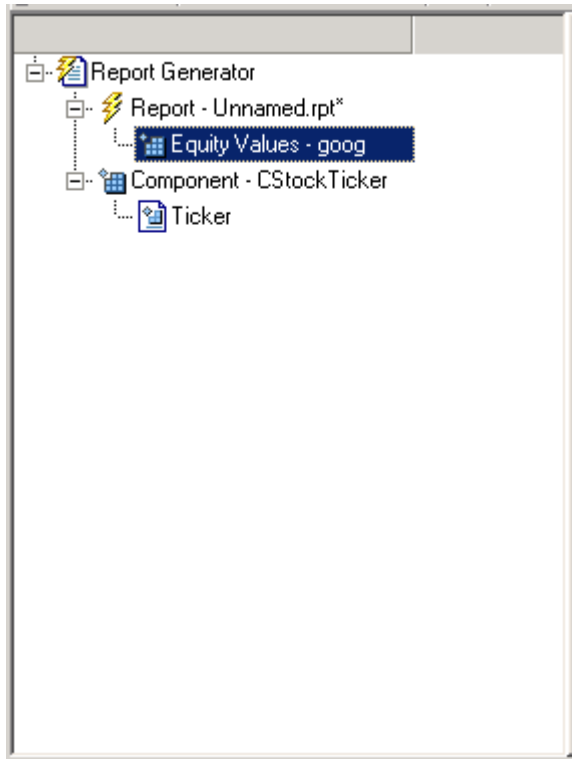 Report Generator
Report - Unnamed.rpt*
Equity Values - goog
Component - CStockTicker
Ticker